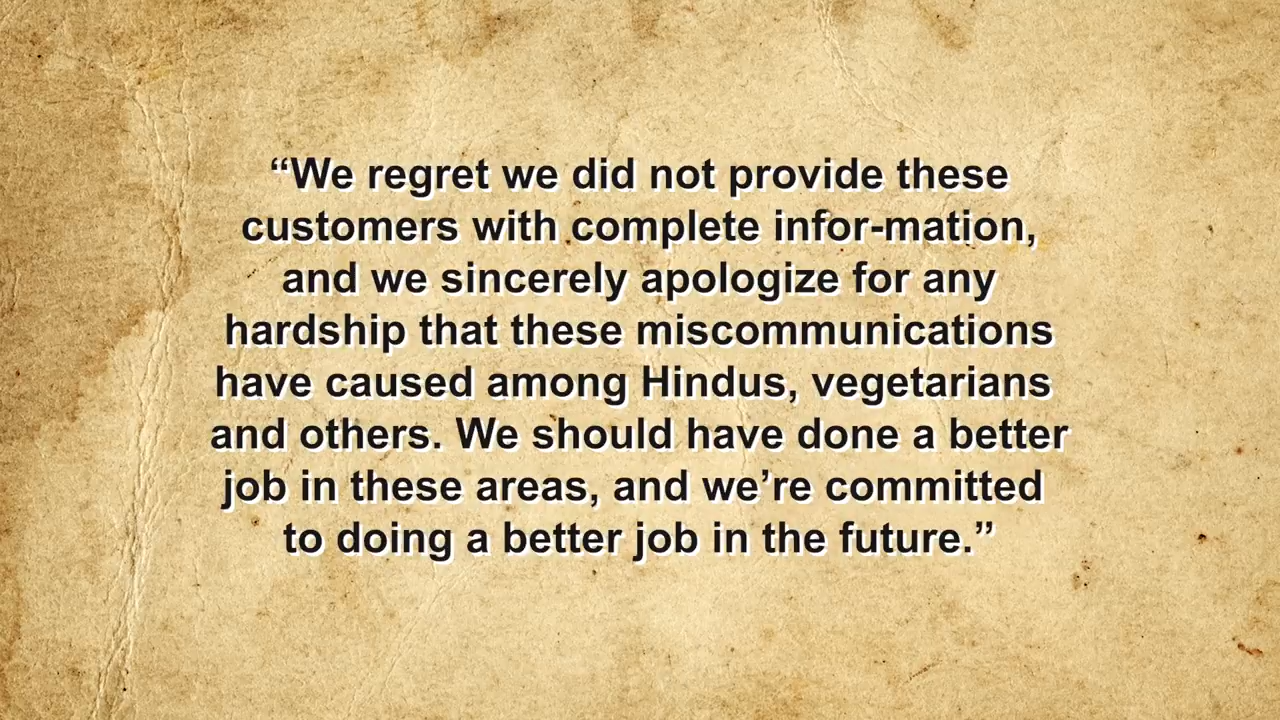 “We regret we did not provide these
customers with complete infor-mation,
and we sincerely apologize for any
hardship that these miscommunications
have caused among Hindus, vegetarians
and others. We should have done a better
job in these areas, and we’re committed
to doing a better job in the future.”